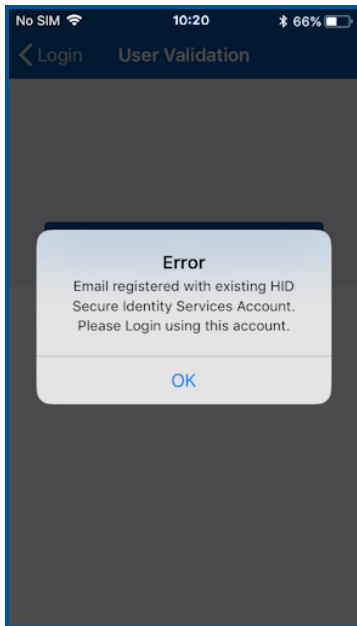 No SIM 10:20 66%
Login User Validation
Error
Email registered with existing HID
Secure Identity Services Account.
Please Login using this account.
OK